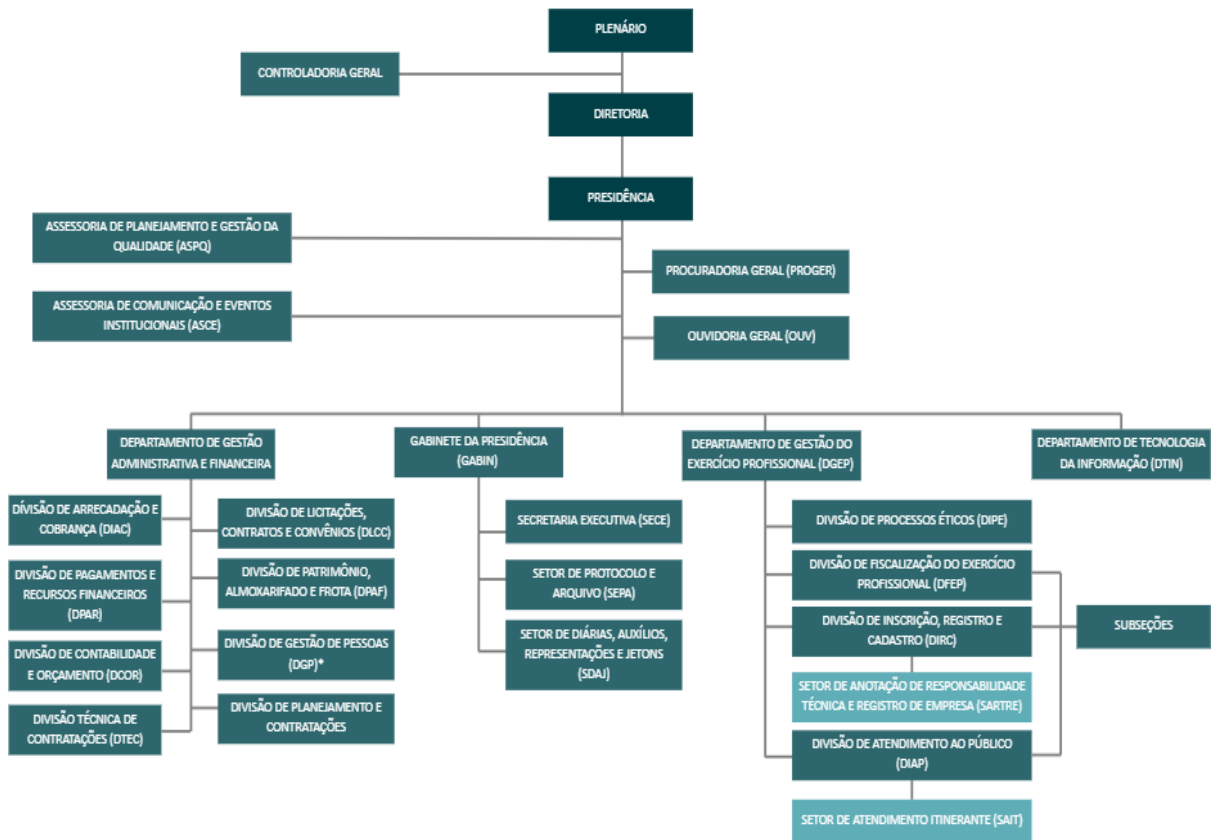 PLENÁRIO
CONTROLADORIA GERAL
DIRETORIA
PRESIDÊNCIA
ASSESSORIA DE PLANEJAMENTO E GESTÃO DA
QUALIDADE (ASPQ)
PROCURADORIA GERAL (PROGER)
ASSESSORIA DE COMUNICAÇÃO E EVENTOS
INSTITUCIONAIS (ASCE)
OUVIDORIA GERAL (OUV)
DEPARTAMENTO DE GESTÃO
ADMINISTRATIVA E FINANCEIRA
DÍVISÃO DE ARRECADAÇÃO E
COBRANÇA (DIAC)
DIVISÃO DE LICITAÇÕES,
CONTRATOS E CONVÊNIOS (DLCC)
DIVISÃO DE PAGAMENTOS E
RECURSOS FINANCEIROS
(DPAR)
DIVISÃO DE PATRIMÔNIO,
ALMOXARIFADO E FROTA (DPAF)
DIVISÃO DE CONTABILIDADE
E ORÇAMENTO (DCOR)
DIVISÃO DE GESTÃO DE PESSOAS
(DGP)*
DIVISÃO TÉCNICA DE
CONTRATAÇÕES (DTEC)
DIVISÃO DE PLANEJAMENTO E
CONTRATAÇÕES
GABINETE DA PRESIDÊNCIA
(GABIN)
SECRETARIA EXECUTIVA (SECE)
SETOR DE PROTOCOLO E
ARQUIVO (SEPA)
SETOR DE DIÁRIAS, AUXÍLIOS,
REPRESENTAÇÕES E JETONS
(SDAJ)
DEPARTAMENTO DE GESTÃO DO
EXERCÍCIO PROFISSIONAL (DGEP)
DIVISÃO DE PROCESSOS ÉTICOS (DIPE)
DIVISÃO DE FISCALIZAÇÃO DO EXERCÍCIO
PROFISSIONAL (DFEP)
DIVISÃO DE INSCRIÇÃO, REGISTRO E
CADASTRO (DIRC)
SETOR DE ANOTAÇÃO DE RESPONSABILIDADE
TÉCNICA E REGISTRO DE EMPRESA (SARTRE)
DIVISÃO DE ATENDIMENTO AO PÚBLICO
(DIAP)
SETOR DE ATENDIMENTO ITINERANTE (SAIT)
SUBSEÇÕES
DEPARTAMENTO DE TECNOLOGIA
DA INFORMAÇÃO (DTIN)